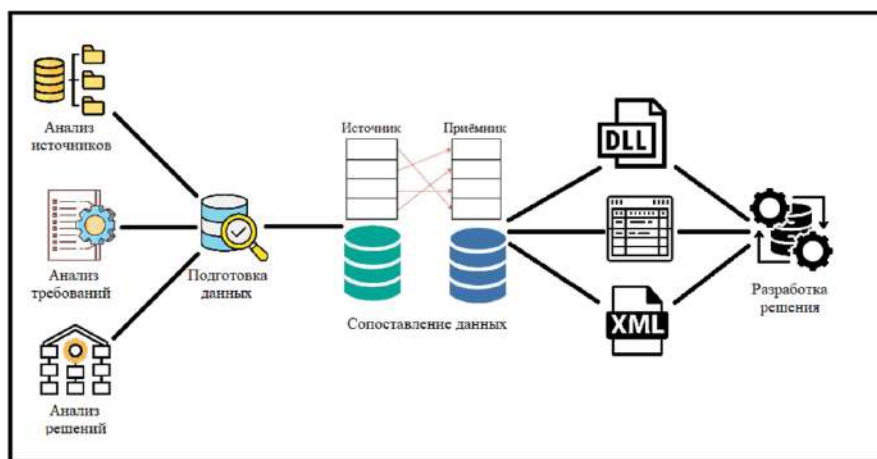 Анализ
источников
Анализ
требований
Анализ
решений
Подготовка
данных
Источник
Приёмник
Сопоставление данных
DLL
XML
Разработка
решения